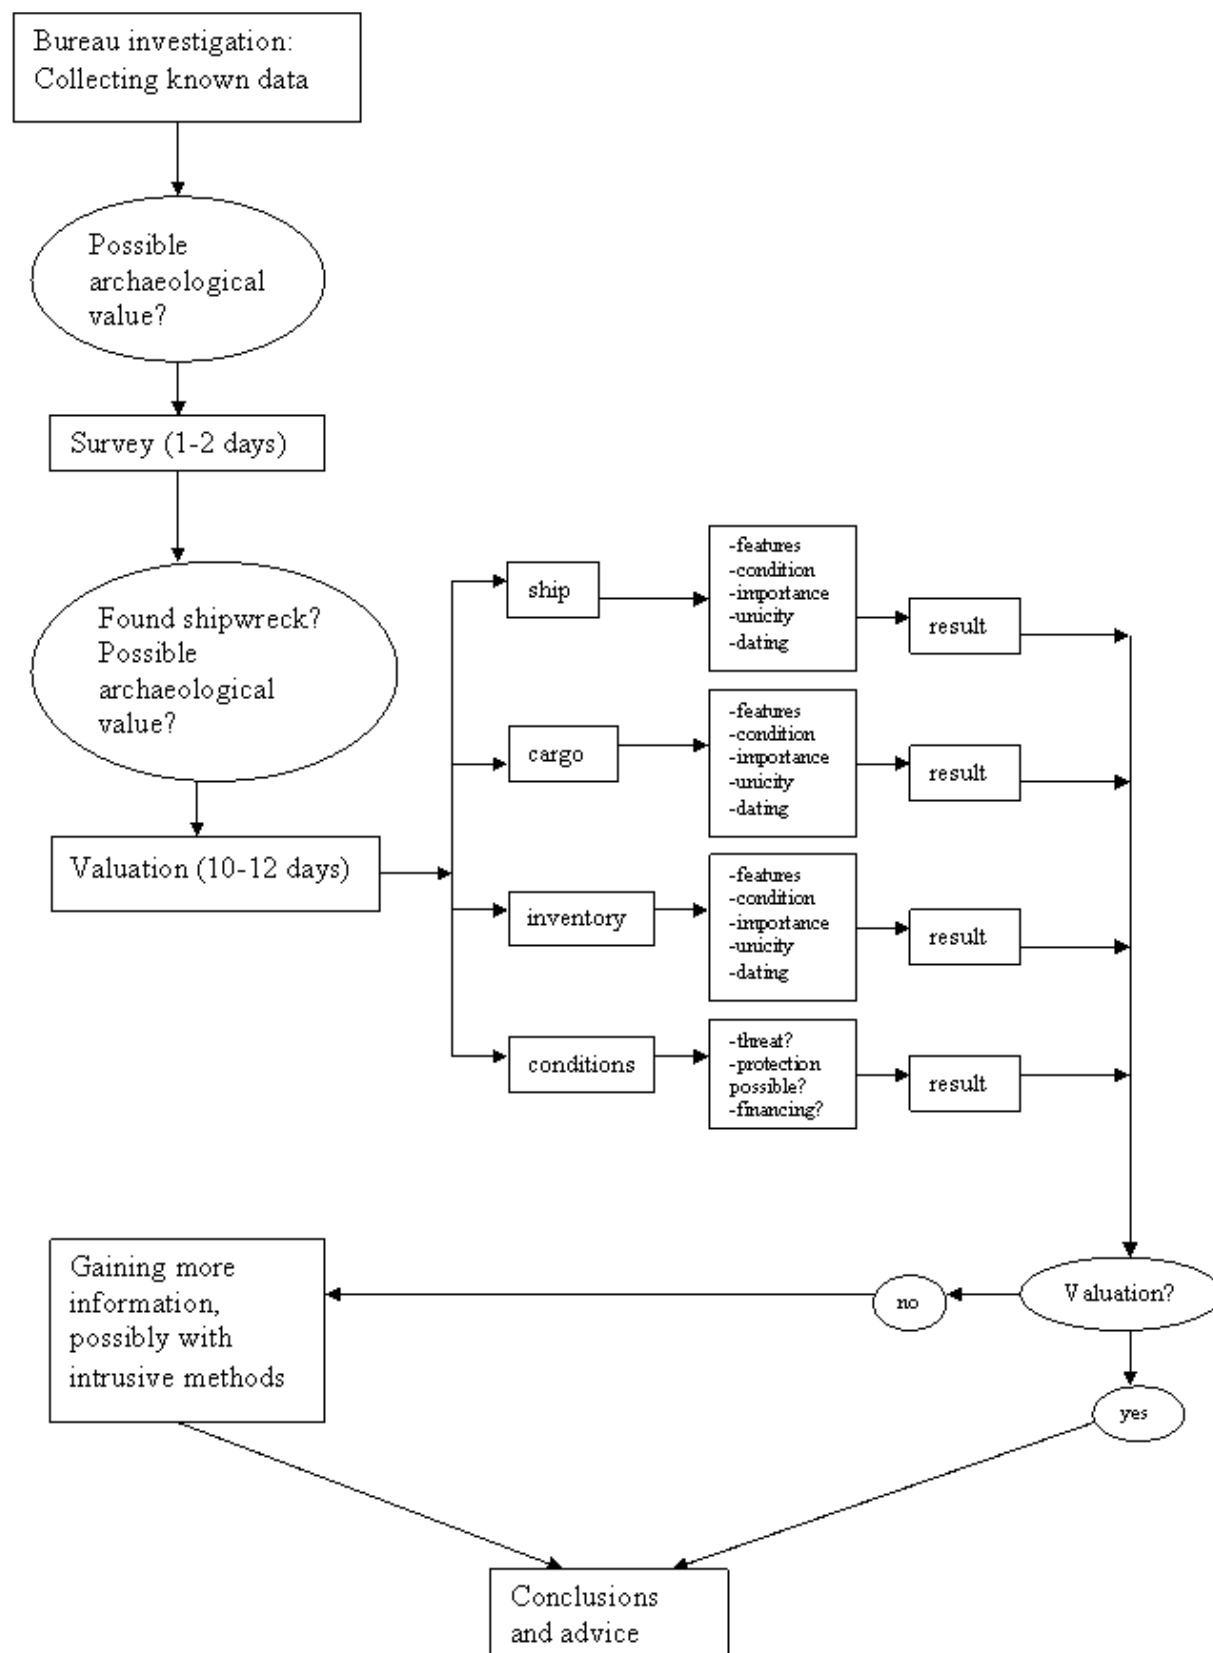 Bureau investigation:
Collecting known data
Possible
archaeological
value?
Survey (1-2 days)
Found shipwreck?
Possible
archaeological
value?
Valuation (10-12 days)
ship
-features
-condition
-importance
-unicity
-dating
result
cargo
-features
-condition
-importance
-unicity
-dating
result
inventory
-features
-condition
-importance
-unicity
-dating
result
conditions
-threat?
-protection
possible?
-financing?
result
Valuation?
no
yes
Gaining more
information,
possibly with
intrusive methods
Conclusions
and advice